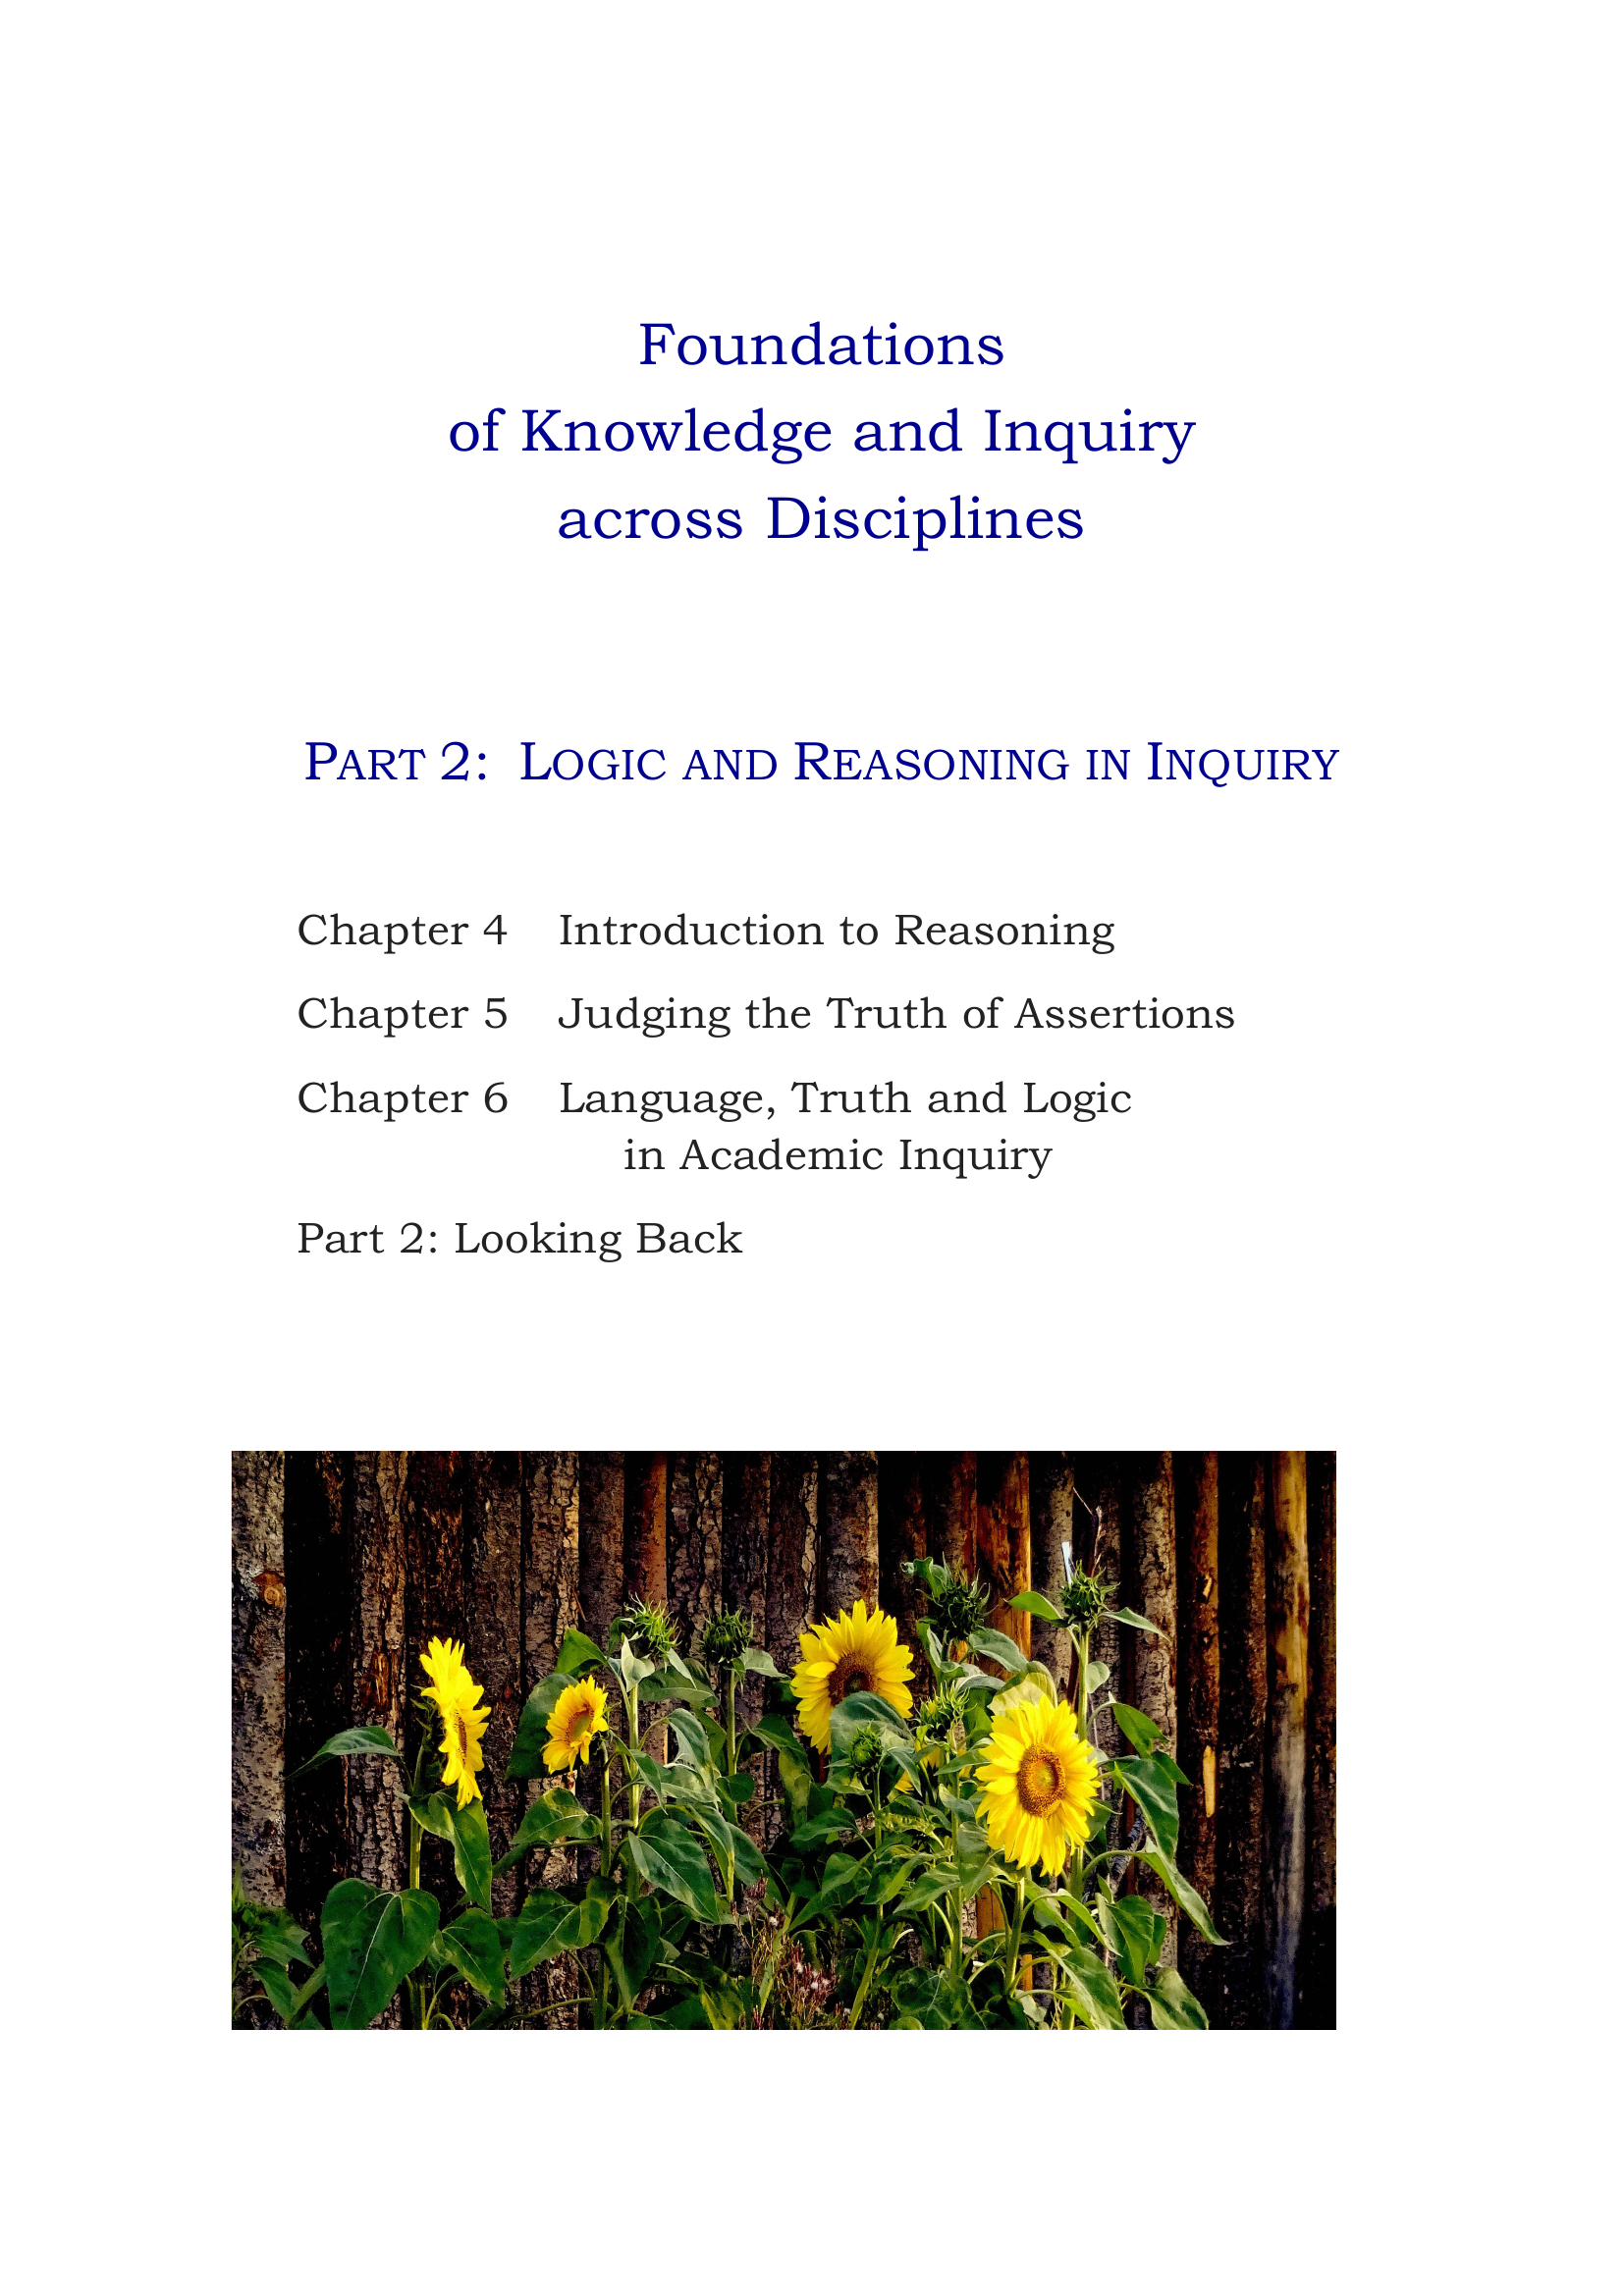 Foundations
of Knowledge and Inquiry
across Disciplines
PART 2: LOGIC AND REASONING IN INQUIRY
Chapter 4 Introduction to Reasoning
Chapter 5 Judging the Truth of Assertions
Chapter 6 Language, Truth and Logic
in Academic Inquiry
Part 2: Looking Back